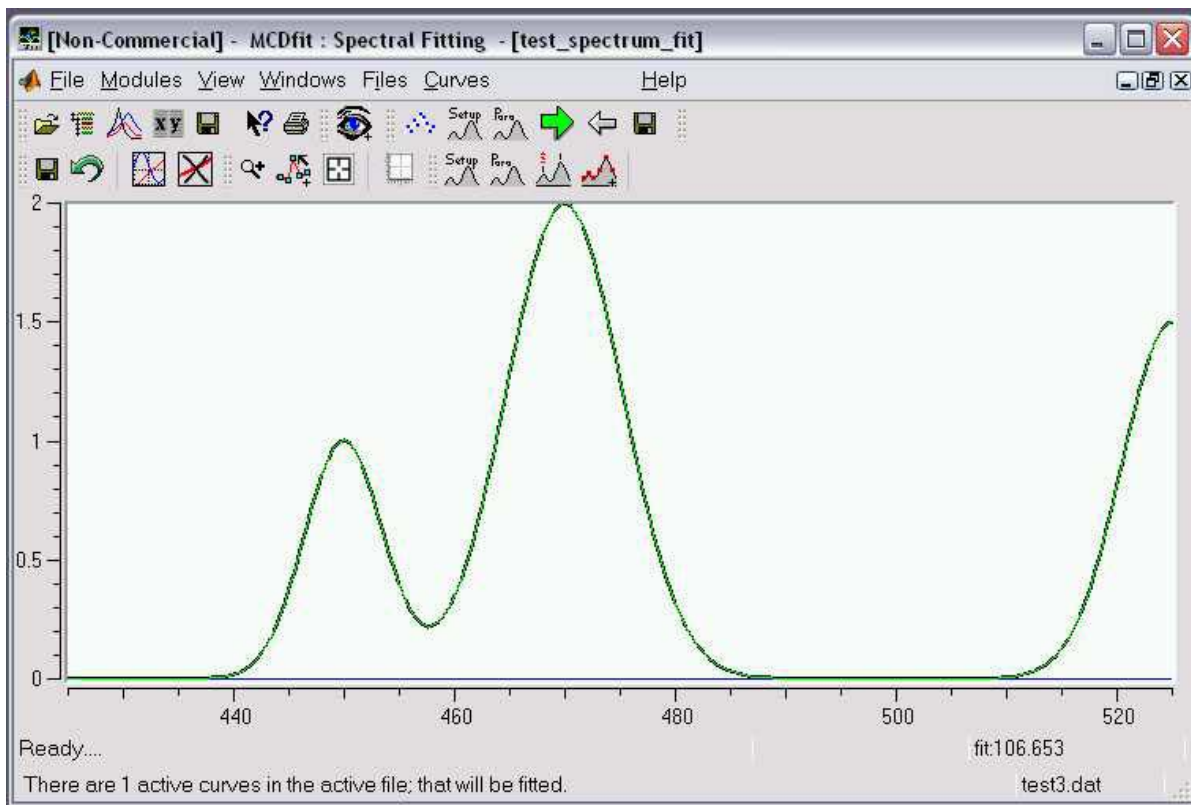 [Non-Commercial] - MCDfit : Spectral Fitting - [test_spectrum_fit]
File Modules View Windows Files Curves Help
xy Setup Para
Setup Para
2
1.5
1
0.5
0
440 460 480 500 520
Ready.... fit:106.653
There are 1 active curves in the active file; that will be fitted. test3.dat